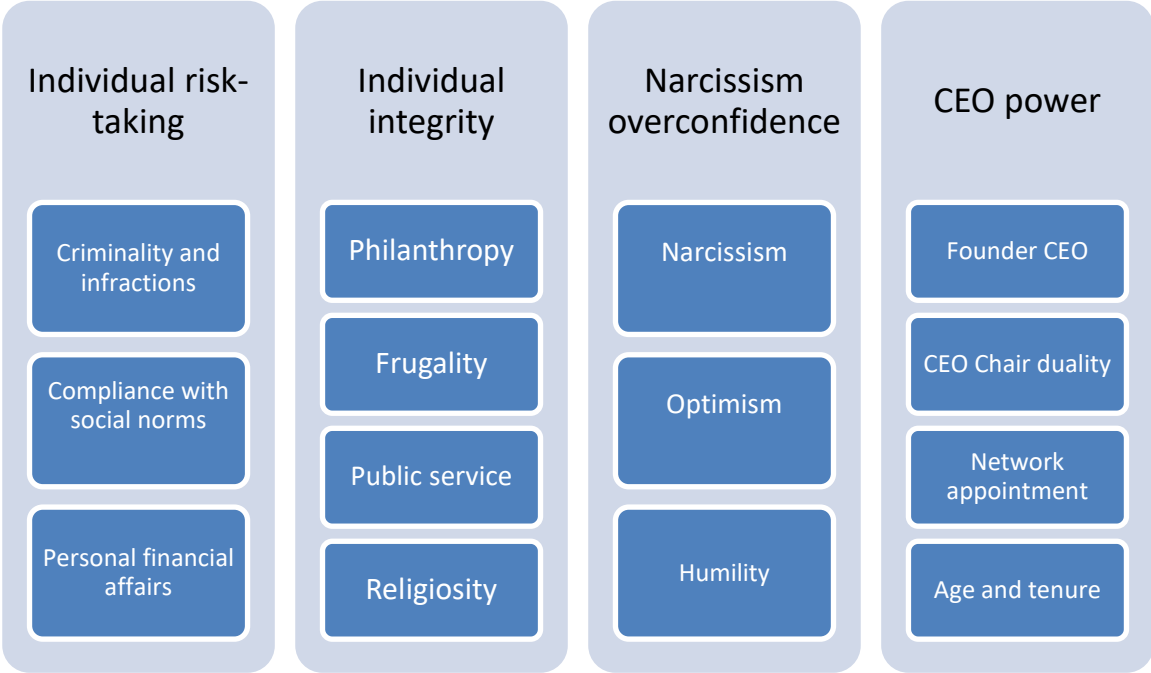 Individual risk-
taking
Criminality and
infractions
Compliance with
social norms
Personal financial
affairs
Individual
integrity
Philanthropy
Frugality
Public service
Religiosity
Narcissism
overconfidence
Narcissism
Optimism
Humility
CEO power
Founder CEO
CEO Chair duality
Network
appointment
Age and tenure